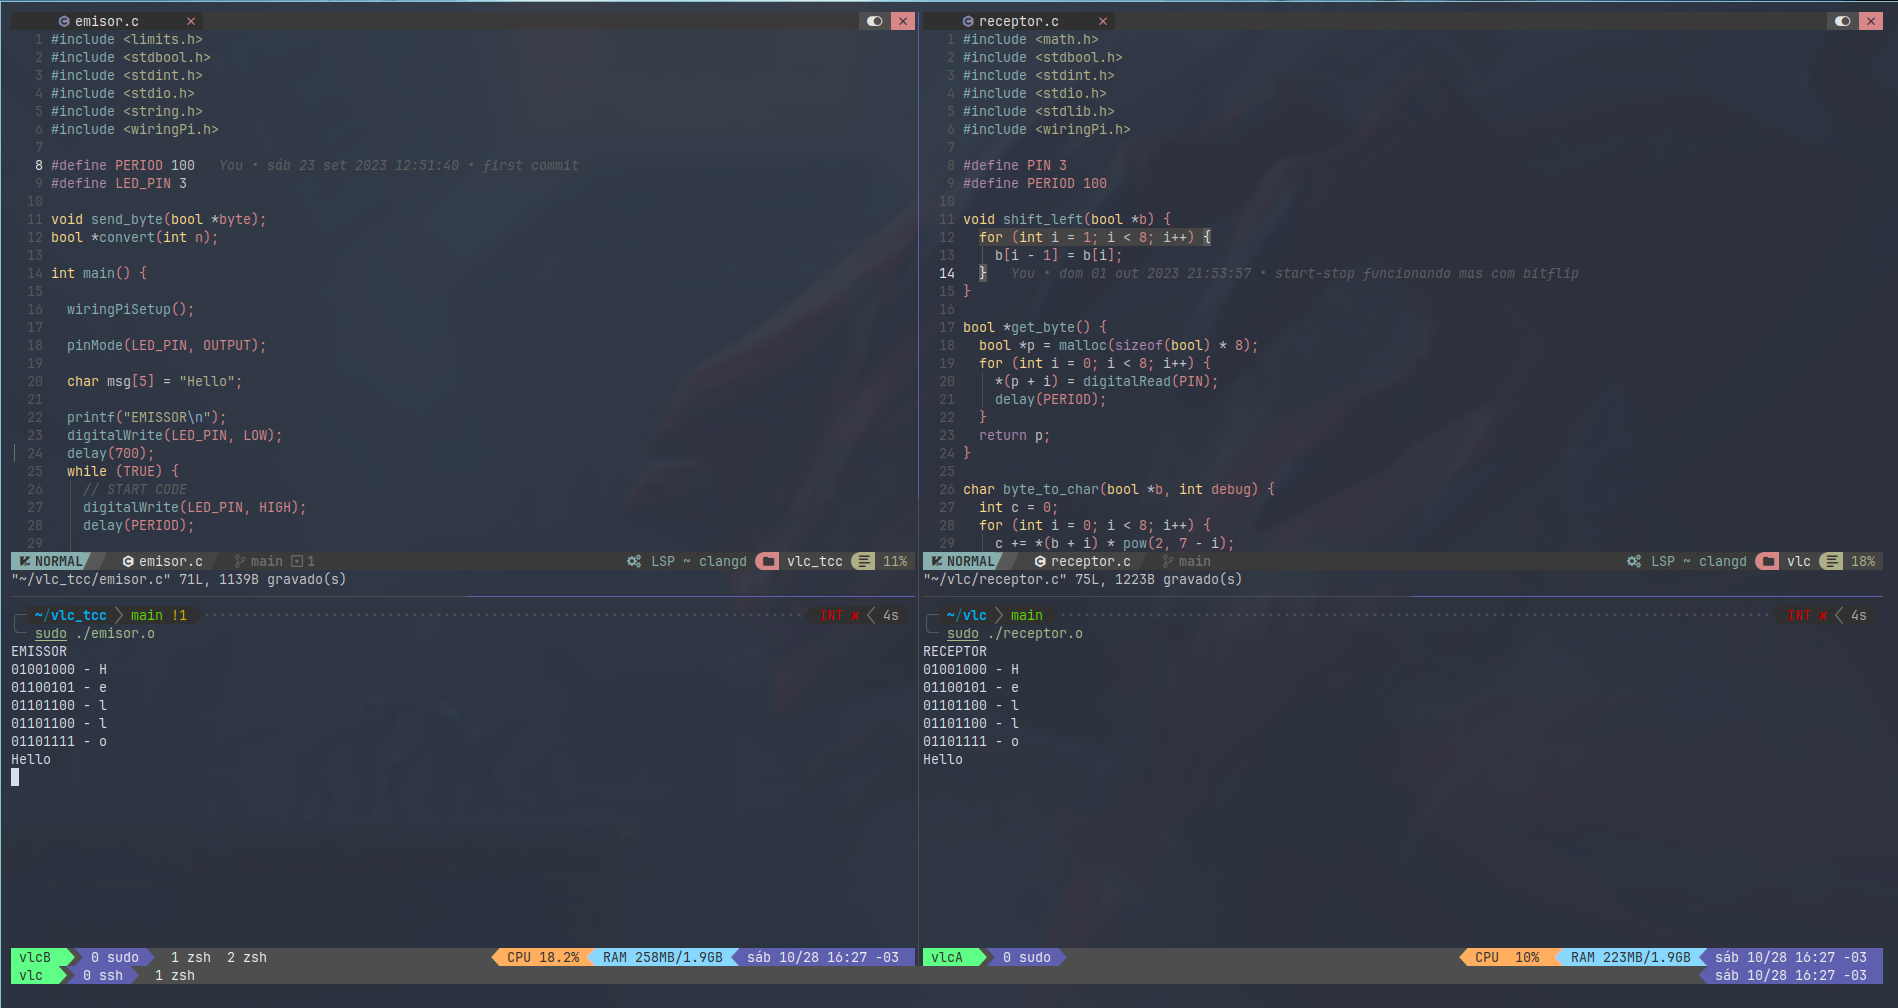 emisor.c
1 #include <limits.h>
2 #include <stdbool.h>
3 #include <stdint.h>
4 #include <stdio.h>
5 #include <string.h>
6 #include <wiringPi.h>
7
8 #define PERIOD 100 You • sáb 23 set 2023 12:51:40 • first commit
9 #define LED_PIN 3
10
11 void send_byte(bool *byte);
12 bool *convert(int n);
13
14 int main() {
15
16 wiringPiSetup();
17
18 pinMode(LED_PIN, OUTPUT);
19
20 char msg[5] = "Hello";
21
22 printf("EMISSOR\n");
23 digitalWrite(LED_PIN, LOW);
24 delay(700);
25 while (TRUE) {
26 // START CODE
27 digitalWrite(LED_PIN, HIGH);
28 delay(PERIOD);
29
NORMAL emisor.c main 1 LSP ~ clangd vlc_tcc 11%
"~/vlc_tcc/emisor.c" 71L, 1139B gravado(s)
~/vlc_tcc main !1 INT x 4s
sudo ./emisor.o
EMISSOR
01001000 - H
01100101 - e
01101100 - l
01101100 - l
01101111 - o
Hello
vlcB 0 sudo 1 zsh 2 zsh CPU 18.2% RAM 258MB/1.9GB sáb 10/28 16:27 -03
receptor.c
1 #include <math.h>
2 #include <stdbool.h>
3 #include <stdint.h>
4 #include <stdio.h>
5 #include <stdlib.h>
6 #include <wiringPi.h>
7
8 #define PIN 3
9 #define PERIOD 100
10
11 void shift_left(bool *b) {
12 for (int i = 1; i < 8; i++) {
13 b[i - 1] = b[i];
14 } You • dom 01 out 2023 21:53:57 • start-stop funcionando mas com bitflip
15 }
16
17 bool *get_byte() {
18 bool *p = malloc(sizeof(bool) * 8);
19 for (int i = 0; i < 8; i++) {
20 *(p + i) = digitalRead(PIN);
21 delay(PERIOD);
22 }
23 return p;
24 }
25
26 char byte_to_char(bool *b, int debug) {
27 int c = 0;
28 for (int i = 0; i < 8; i++) {
29 c += *(b + i) * pow(2, 7 - i);
NORMAL receptor.c main LSP ~ clangd vlc 18%
"~/vlc/receptor.c" 75L, 1223B gravado(s)
~/vlc main INT x 4s
sudo ./receptor.o
RECEPTOR
01001000 - H
01100101 - e
01101100 - l
01101100 - l
01101111 - o
Hello
vlcA 0 sudo CPU 10% RAM 223MB/1.9GB sáb 10/28 16:27 -03
vlc 0 ssh 1 zsh sáb 10/28 16:27 -03